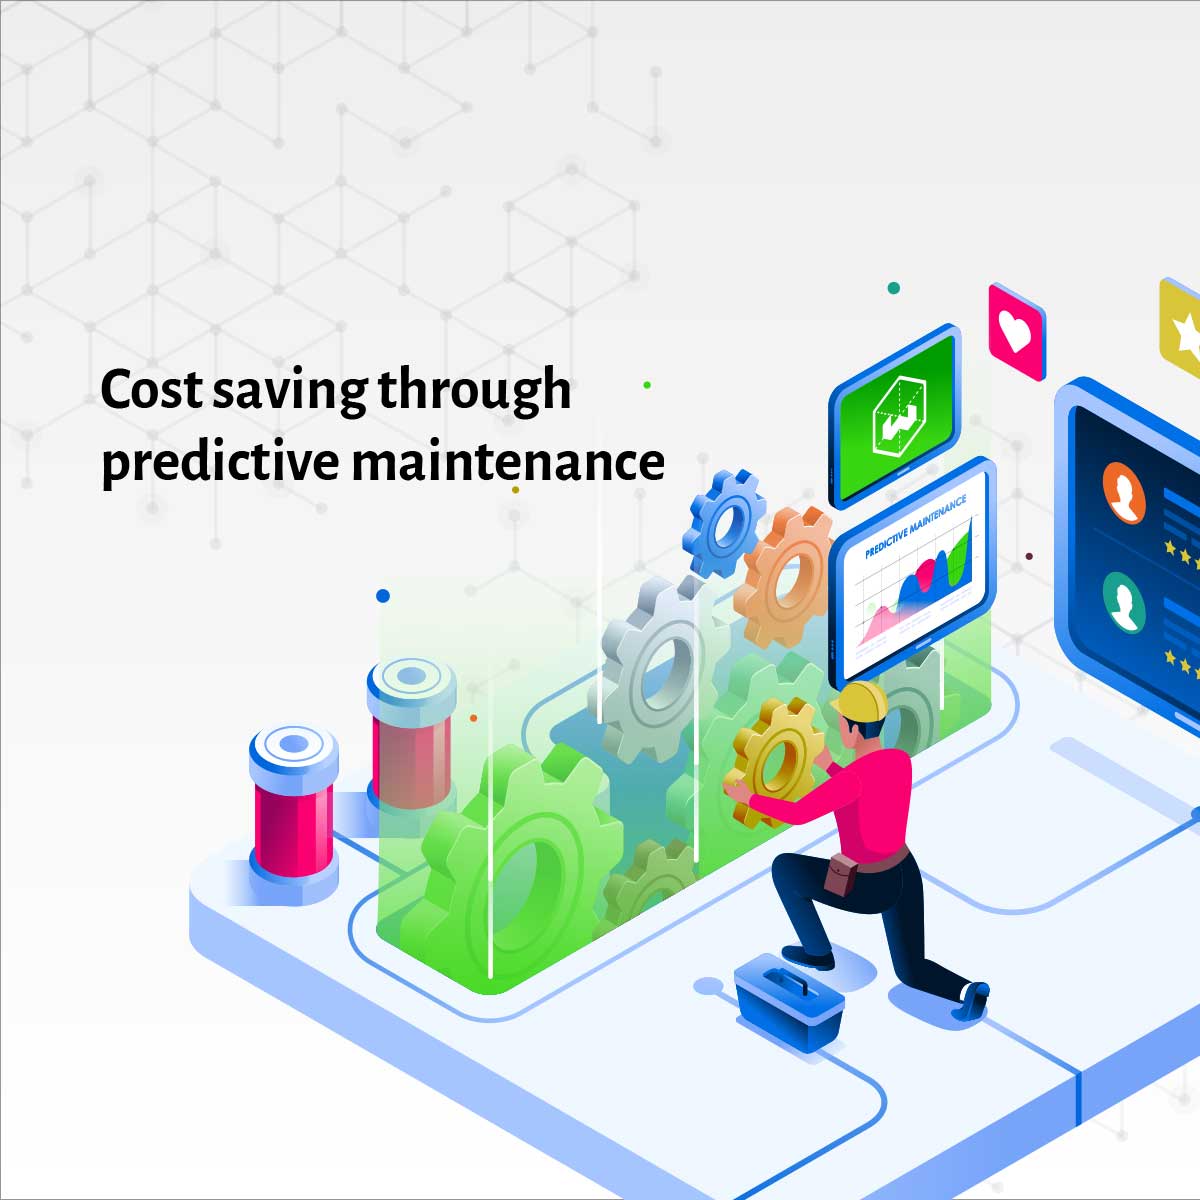 Cost saving through
predictive maintenance
PREDICTIVE MAINTENANCE